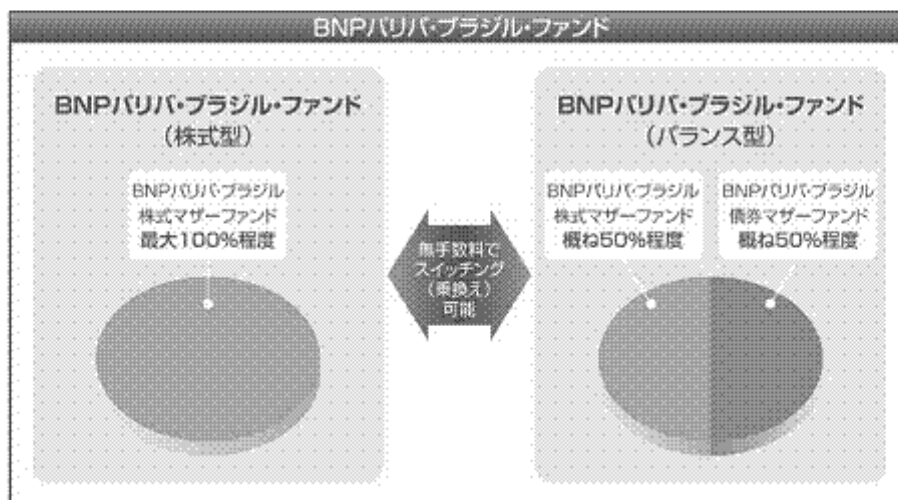 BNPパリバ・ブラジル・ファンド
BNPパリバ・ブラジル・ファンド
(株式型)
BNPパリバ・ブラジル
株式マザーファンド
最大100%程度
無手数料で
スイッチング
(乗換え)
可能
BNPパリバ・ブラジル・ファンド
(バランス型)
BNPパリバ・ブラジル
株式マザーファンド
概ね50%程度
BNPパリバ・ブラジル
債券マザーファンド
概ね50%程度